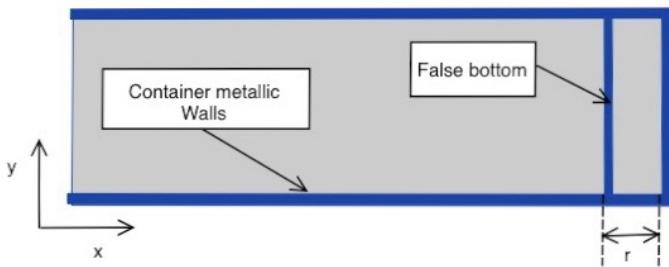 False bottom
Container metallic
Walls
y
x
r